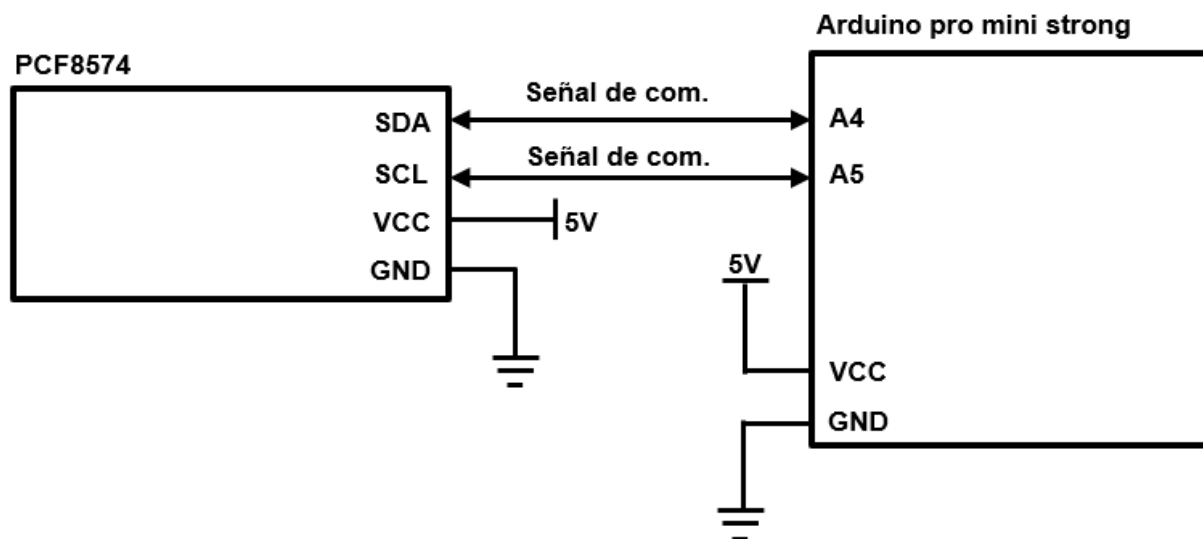 Arduino pro mini strong
PCF8574
SDA
Señal de com.
A4
SCL
Señal de com.
A5
VCC
5V
GND
5V
VCC
GND